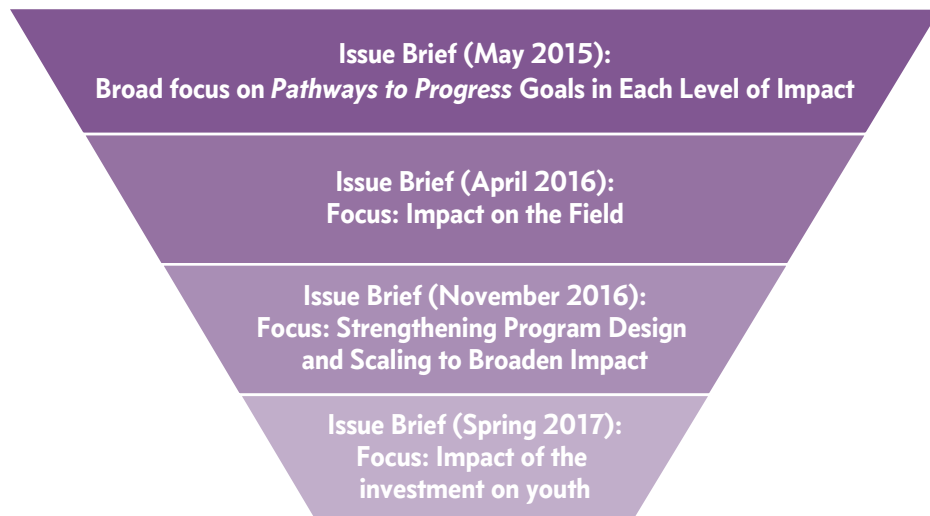 Issue Brief (May 2015):
Broad focus on Pathways to Progress Goals in Each Level of Impact
Issue Brief (April 2016):
Focus: Impact on the Field
Issue Brief (November 2016):
Focus: Strengthening Program Design
and Scaling to Broaden Impact
Issue Brief (Spring 2017):
Focus: Impact of the
investment on youth